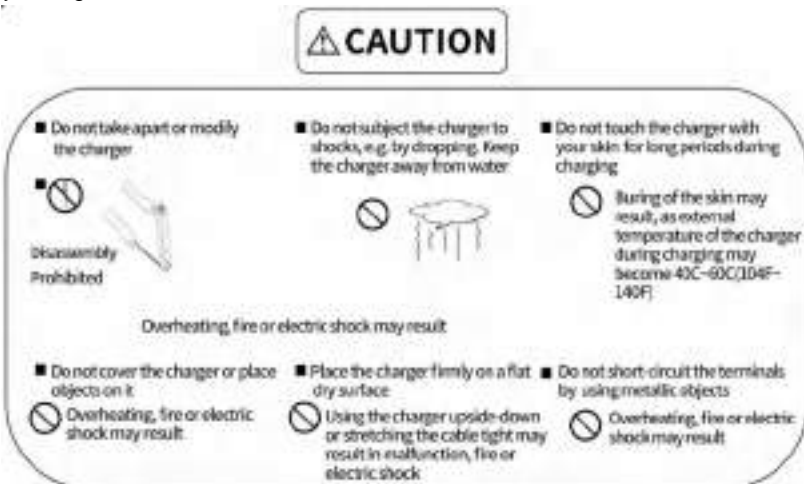 CAUTION
■ Do not take apart or modify
the charger
■
Disassembly
Prohibited
■ Do not subject the charger to
shocks, e.g. by dropping. Keep
the charger away from water
Overheating, fire or electric shock may result
■ Do not touch the charger with
your skin for long periods during
charging
Buring of the skin may
result, as external
temperature of the charger
during charging may
become 40C~60C(104F~
140F)
■ Do not cover the charger or place
objects on it
Overheating, fire or electric
shock may result
■ Place the charger firmly on a flat
dry surface
Using the charger upside-down
or stretching the cable tight may
result in malfunction, fire or
electric shock
■ Do not short-circuit the terminals
by using metallic objects
Overheating, fire or electric
shock may result